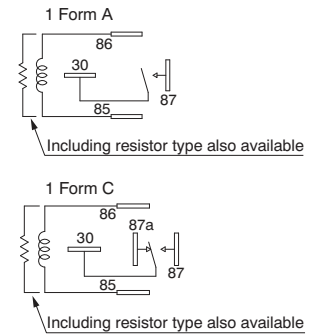 1 Form A
86
30
85
87
Including resistor type also available
1 Form C
86
87a
30
85
87
Including resistor type also available